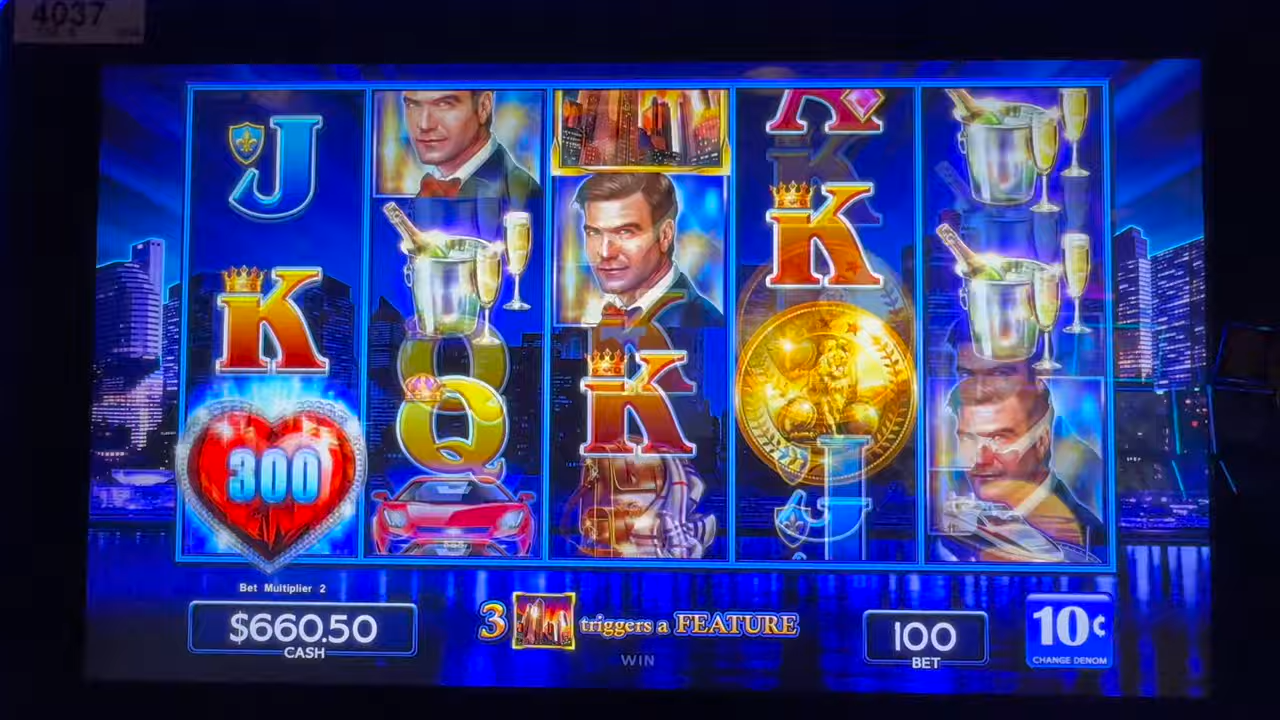 4037
J
K
K
K
300
Q
K
J
Bet Multiplier 2
$660.50
CASH
3 triggers a FEATURE
WIN
100
BET
10¢
CHANGE DENOM